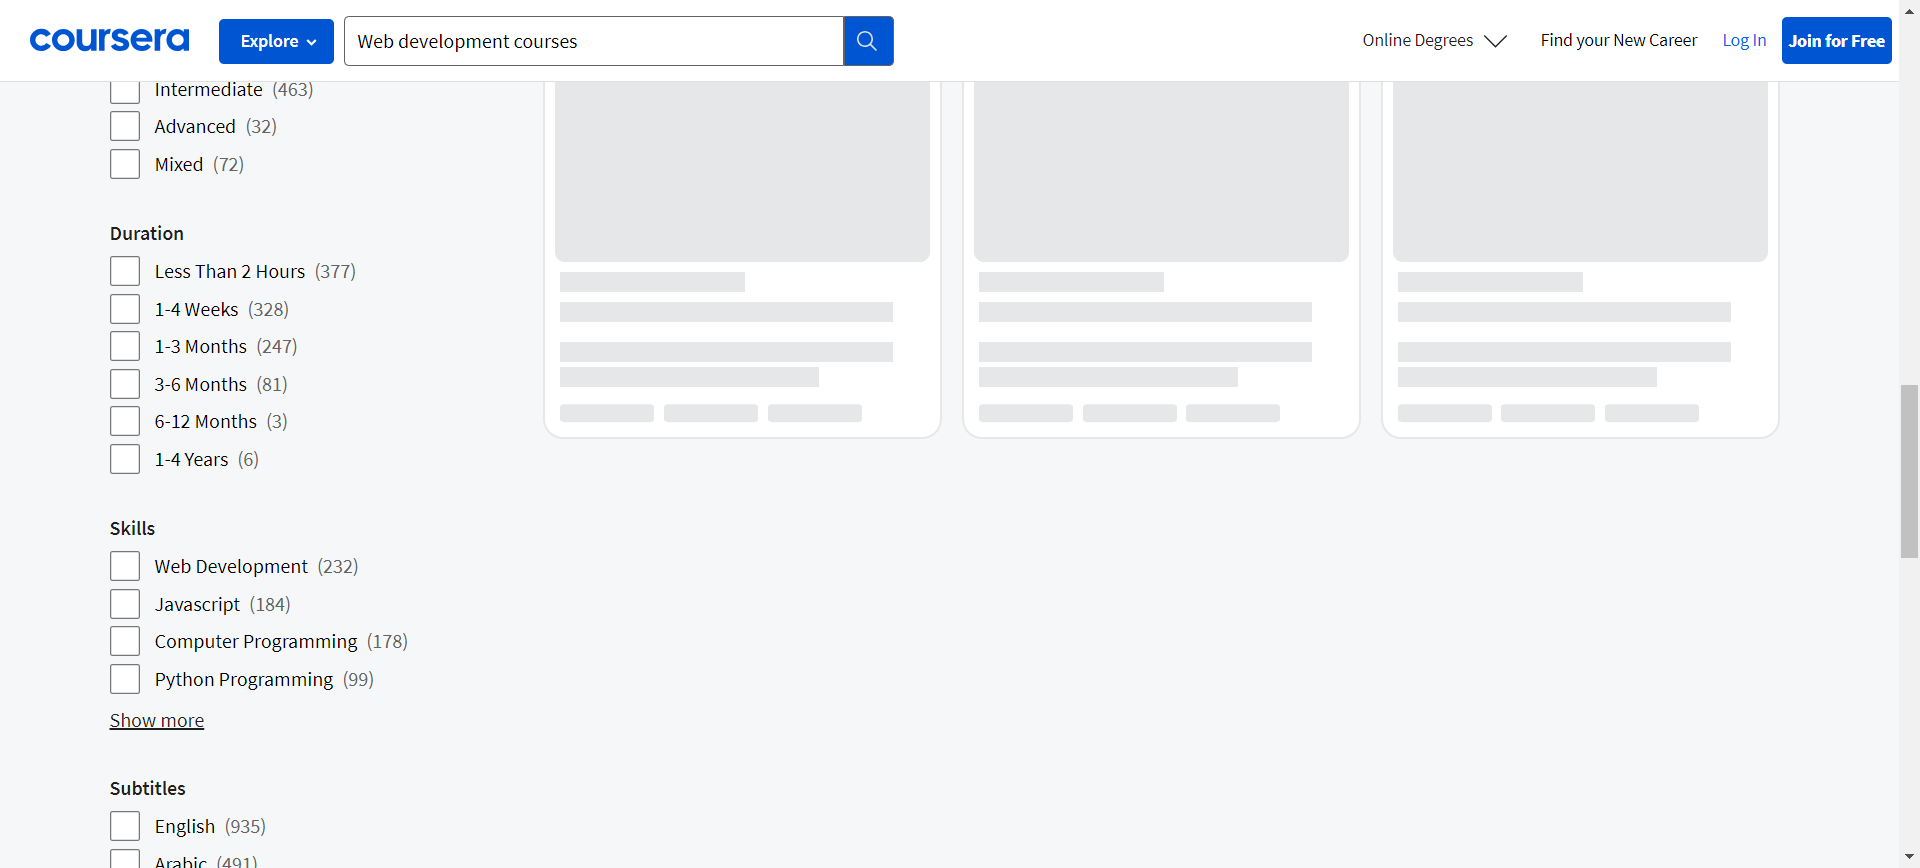 coursera
Explore
Web development courses
Online Degrees
Find your New Career
Log In
Join for Free
Intermediate (463)
Advanced (32)
Mixed (72)
Duration
Less Than 2 Hours (377)
1-4 Weeks (328)
1-3 Months (247)
3-6 Months (81)
6-12 Months (3)
1-4 Years (6)
Skills
Web Development (232)
Javascript (184)
Computer Programming (178)
Python Programming (99)
Show more
Subtitles
English (935)
Arabic (491)